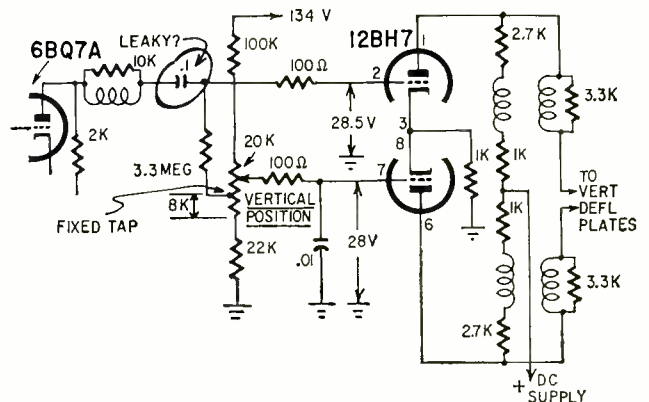 134 V
LEAKY?
6BQ7A
10K
.1
100K
100Ω
12BH7
1
2
2.7K
3.3K
2K
28.5V
3
8
1K
1K
3.3 MEG
20K
100Ω
7
TO
VERT
DEFL
PLATES
FIXED TAP
8K
VERTICAL
POSITION
1K
6
22K
.01
28V
3.3K
2.7K
+ DC
SUPPLY